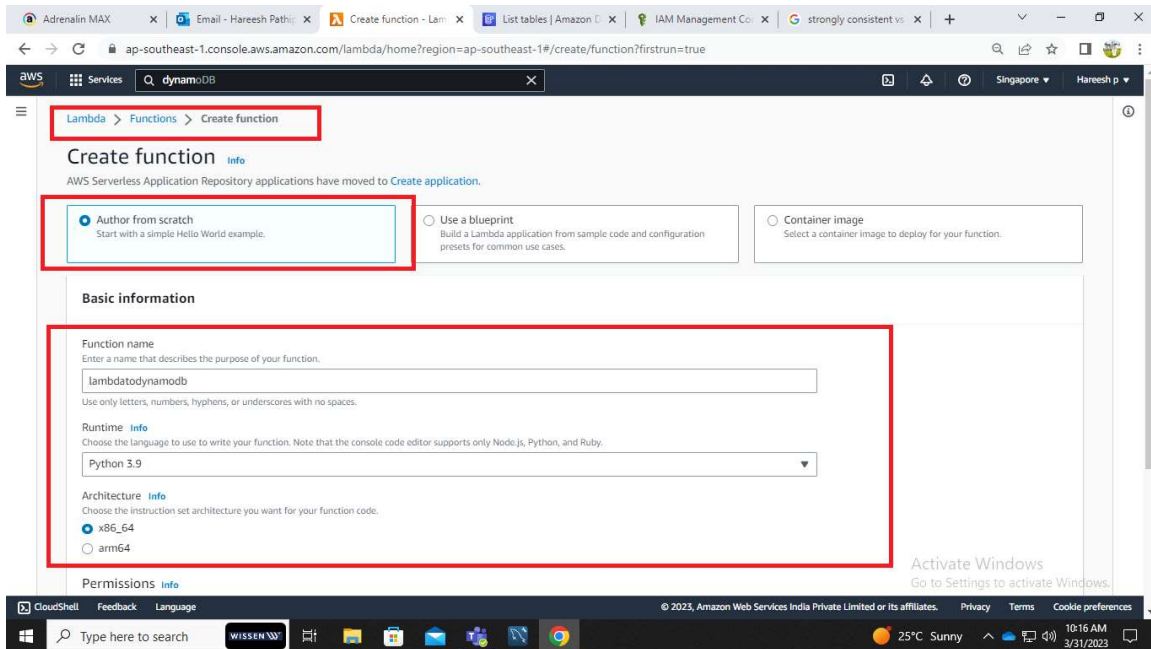 Adrenalin MAX
Email - Hareesh Pathip
Create function - Lam
List tables | Amazon D
IAM Management Co
strongly consistent vs
ap-southeast-1.console.aws.amazon.com/lambda/home?region=ap-southeast-1#/create/function?firstrun=true
aws
Services
dynamoDB
Singapore
Hareesh p
Lambda > Functions > Create function
Create function Info
AWS Serverless Application Repository applications have moved to Create application.
Author from scratch
Start with a simple Hello World example.
Use a blueprint
Build a Lambda application from sample code and configuration
presets for common use cases.
Container image
Select a container image to deploy for your function.
Basic information
Function name
Enter a name that describes the purpose of your function.
lambdatodynamodb
Use only letters, numbers, hyphens, or underscores with no spaces.
Runtime Info
Choose the language to use to write your function. Note that the console code editor supports only Node.js, Python, and Ruby.
Python 3.9
Architecture Info
Choose the instruction set architecture you want for your function code.
x86_64
arm64
Permissions Info
Activate Windows
Go to Settings to activate Windows.
CloudShell Feedback Language
© 2023, Amazon Web Services India Private Limited or its affiliates. Privacy Terms Cookie preferences
Type here to search
WISSEN
25°C Sunny
10:16 AM
3/31/2023